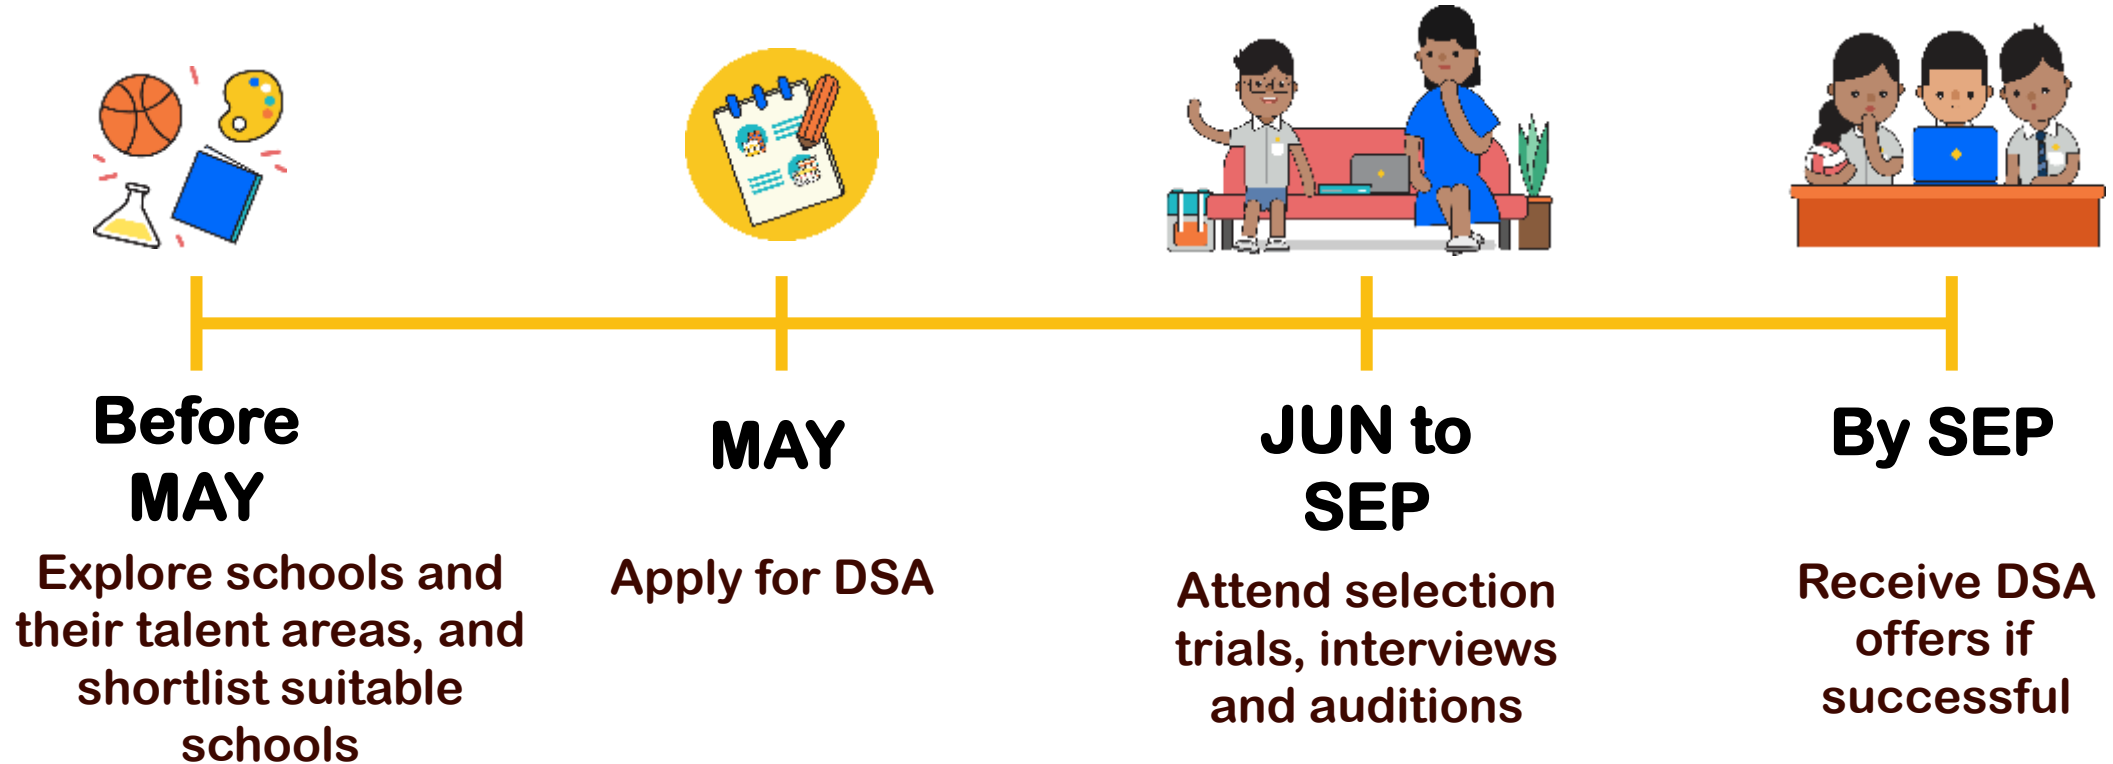 Before
MAY
Explore schools and
their talent areas, and
shortlist suitable
schools
MAY
Apply for DSA
JUN to
SEP
Attend selection
trials, interviews
and auditions
By SEP
Receive DSA
offers if
successful